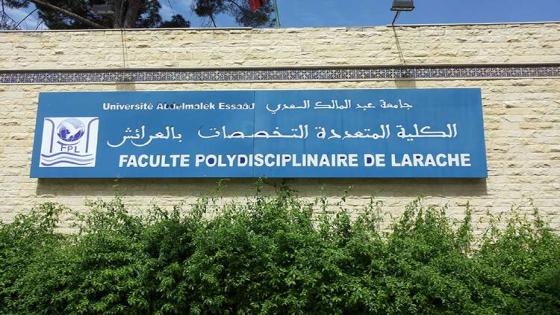 Université Abdelmalek Essaâdi جامعة عبد المالك السعدي
الكلية المتعددة التخصصات بالعرائش
FACULTE POLYDISCIPLINAIRE DE LARACHE
FPL